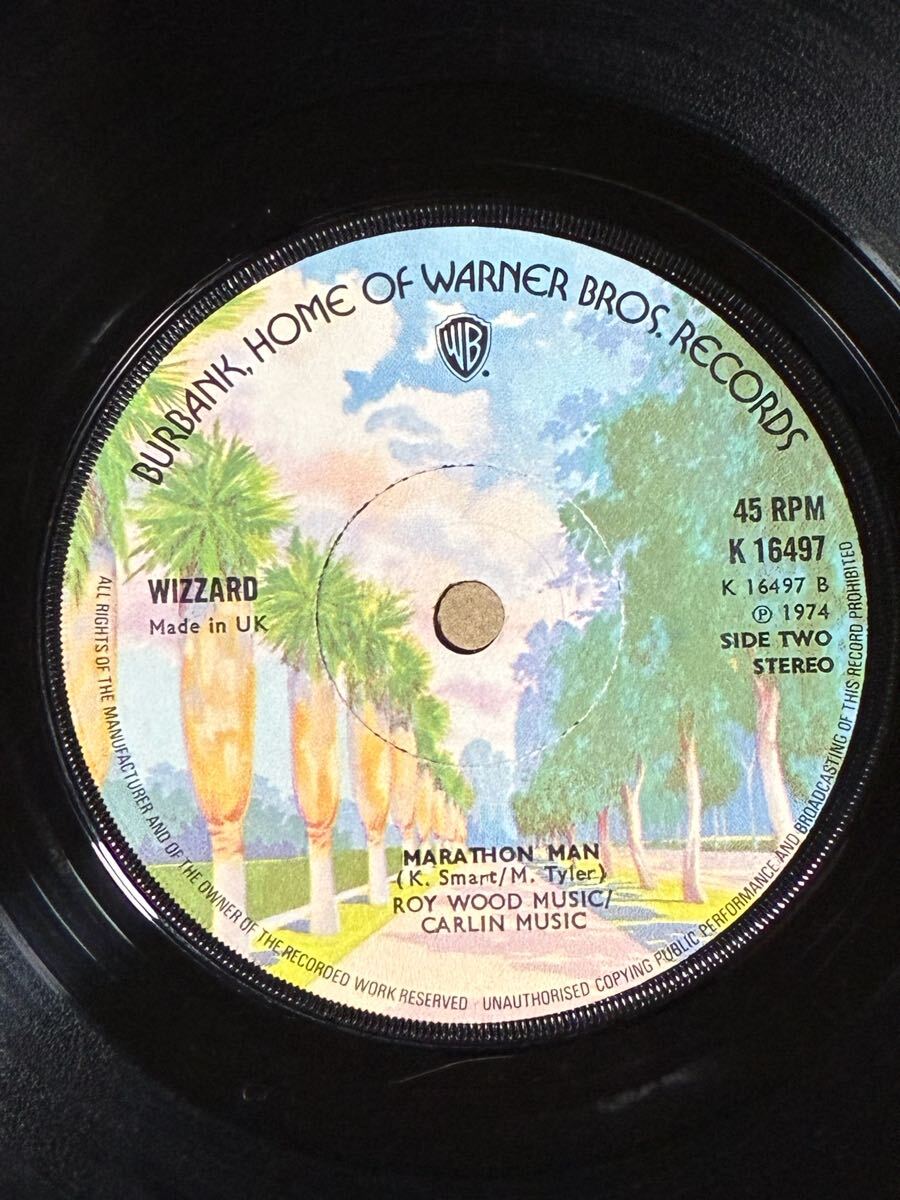 BURBANK, HOME OF WARNER BROS. RECORDS
WB
45 RPM
K 16497
K 16497 B
Ⓟ 1974
SIDE TWO
STEREO
WIZZARD
Made in UK
MARATHON MAN
(K. Smart/M. Tyler)
ROY WOOD MUSIC/
CARLIN MUSIC
ALL RIGHTS OF THE MANUFACTURER AND OF THE OWNER OF THE RECORDED WORK RESERVED · UNAUTHORISED COPYING PUBLIC PERFORMANCE AND BROADCASTING OF THIS RECORD PROHIBITED